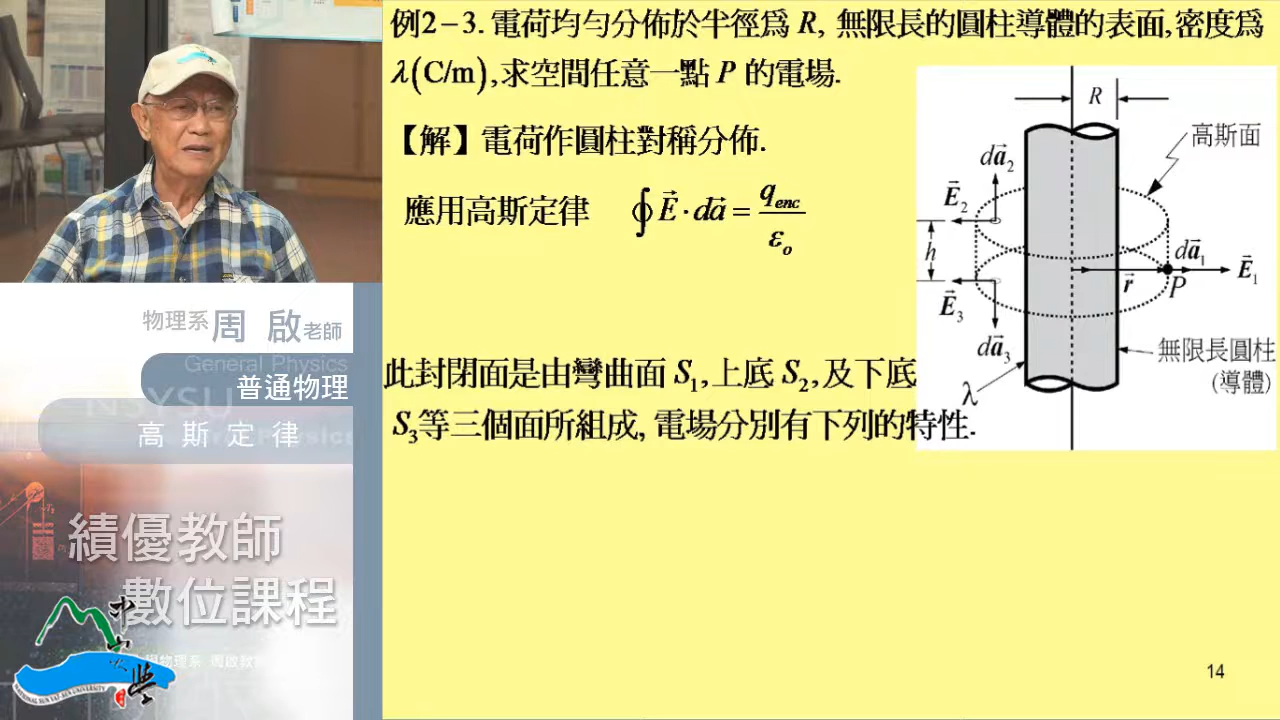 例2-3. 電荷均勻分佈於半徑為 R, 無限長的圓柱導體的表面,密度為
λ(C/m),求空間任意一點 P 的電場.
【解】電荷作圓柱對稱分佈.
應用高斯定律 ∮E⃗·da⃗ = q_enc/ε_o
此封閉面是由彎曲面 S₁,上底 S₂,及下底
S₃等三個面所組成, 電場分別有下列的特性.
R
高斯面
da⃗₂
E⃗₂
h
da⃗₁
E⃗₁
r⃗
P
E⃗₃
da⃗₃
無限長圓柱
(導體)
λ
物理系周 啟老師
General Physics
普通物理
NSYSU
高斯定律
績優教師
數位課程
NATIONAL SUN YAT-SEN UNIVERSITY
14